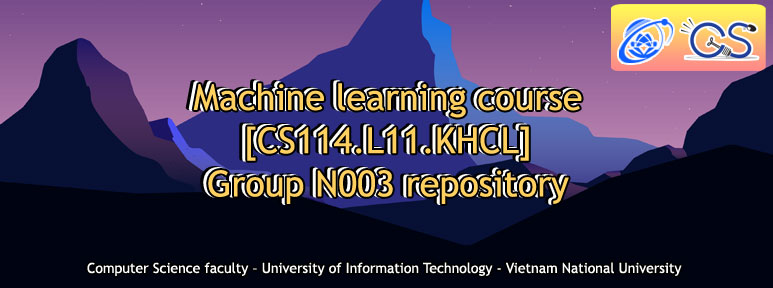 CS
Machine learning course
[CS114.L11.KHCL]
Group N003 repository
Computer Science faculty – University of Information Technology - Vietnam National University